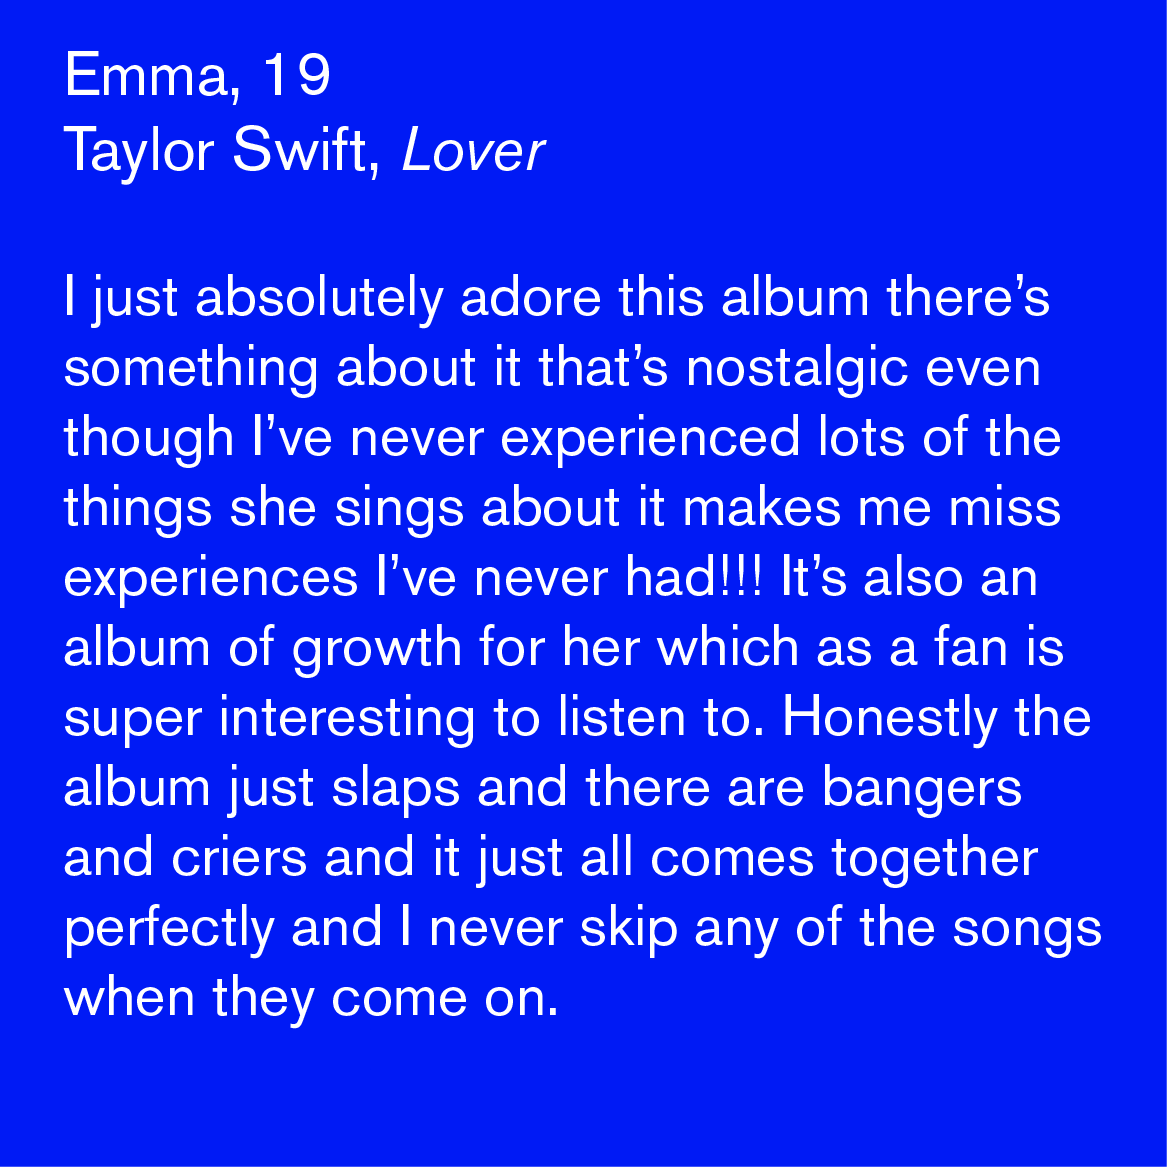 Emma, 19
Taylor Swift, Lover
I just absolutely adore this album there’s
something about it that’s nostalgic even
though I’ve never experienced lots of the
things she sings about it makes me miss
experiences I’ve never had!!! It’s also an
album of growth for her which as a fan is
super interesting to listen to. Honestly the
album just slaps and there are bangers
and criers and it just all comes together
perfectly and I never skip any of the songs
when they come on.